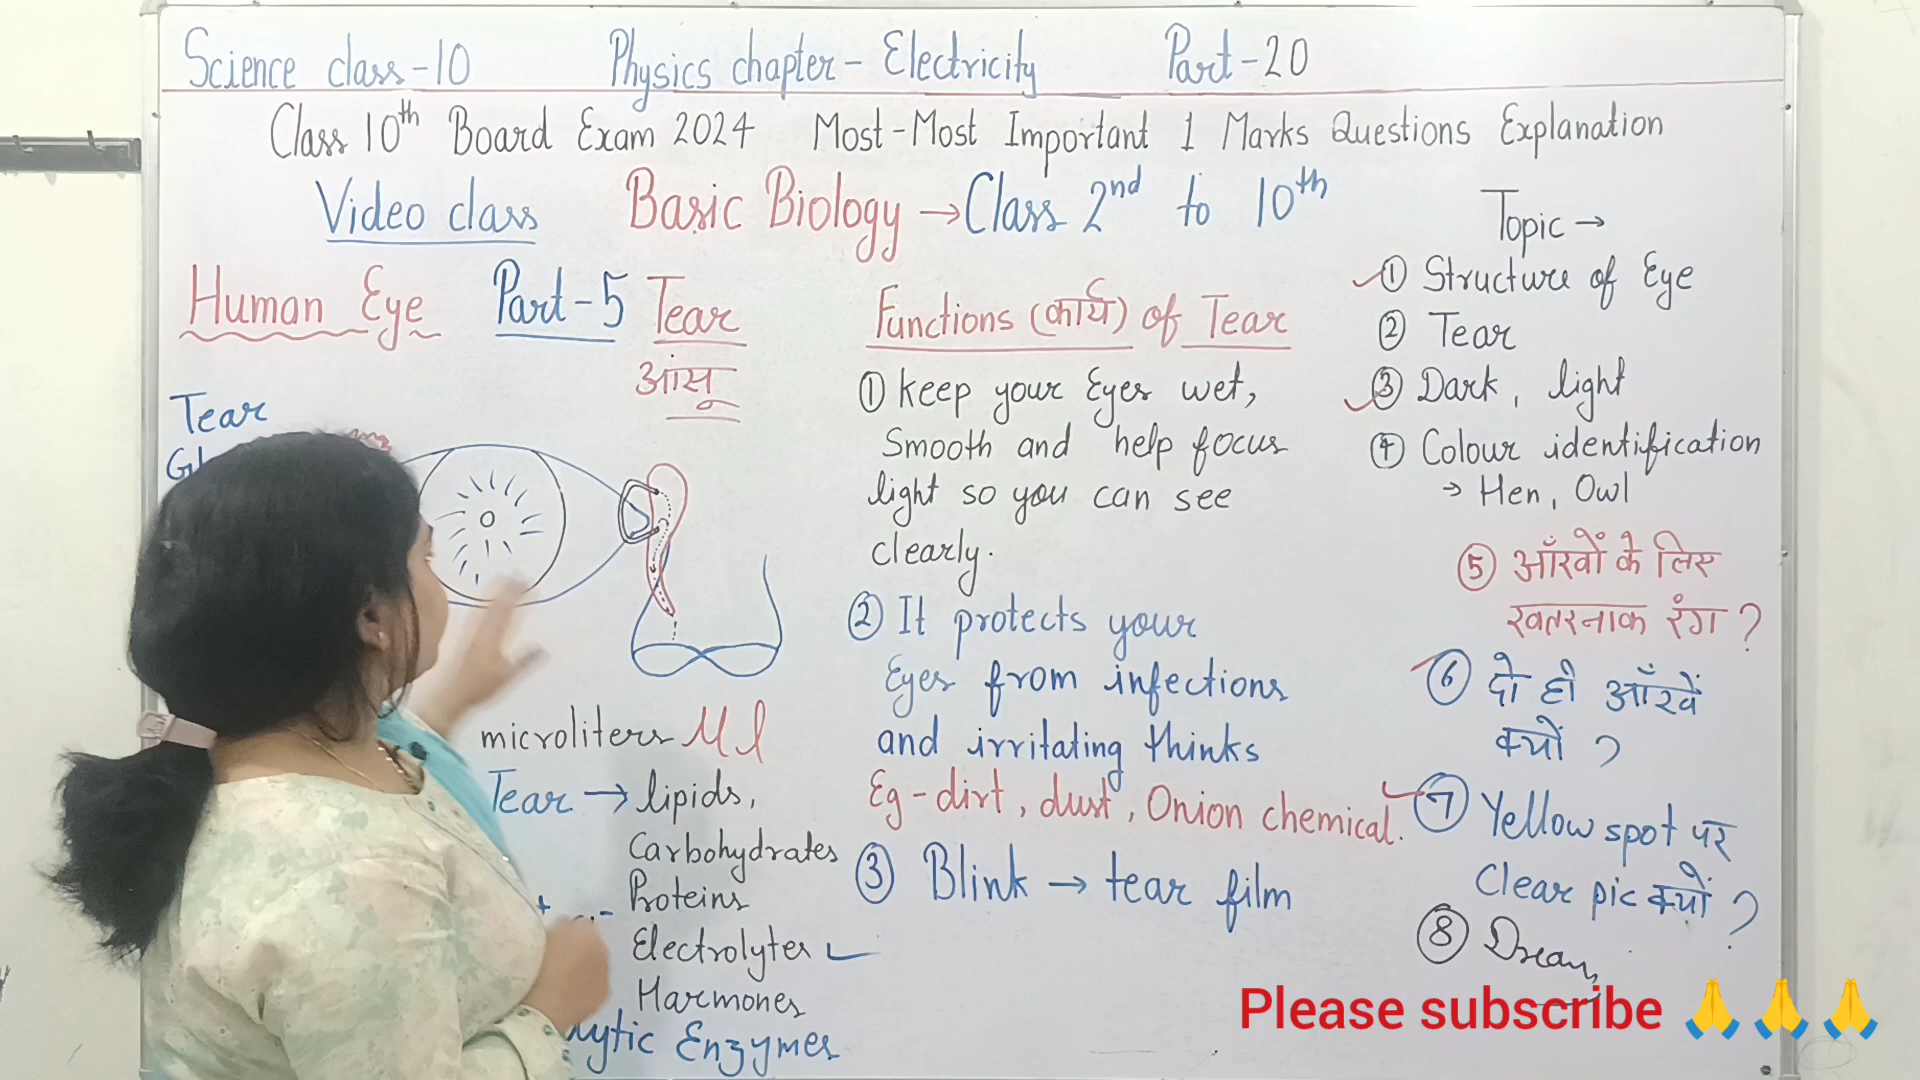 Science class-10 Physics chapter- Electricity Part-20
Class 10th Board Exam 2024 Most-Most Important 1 Marks Questions Explanation
Video class Basic Biology → Class 2nd to 10th
Human Eye Part-5 Tear
आंसू
Tear
microliters Ml
Tear → lipids,
Carbohydrates
Proteins
Electrolytes
Harmones
Enzymes
Functions (कार्य) of Tear
① Keep your Eyes wet,
Smooth and help focus
light so you can see
clearly.
② It protects your
Eyes from infections
and irritating thinks
Eg - dirt, dust, Onion chemical.
③ Blink → tear film
Topic →
① Structure of Eye
② Tear
③ Dark, light
④ Colour identification
→ Hen, Owl
⑤ आँखों के लिए
खतरनाक रंग ?
⑥ दो ही आँखें
क्यों ?
⑦ Yellow spot पर
Clear pic क्यों ?
⑧
Please subscribe 🙏 🙏 🙏